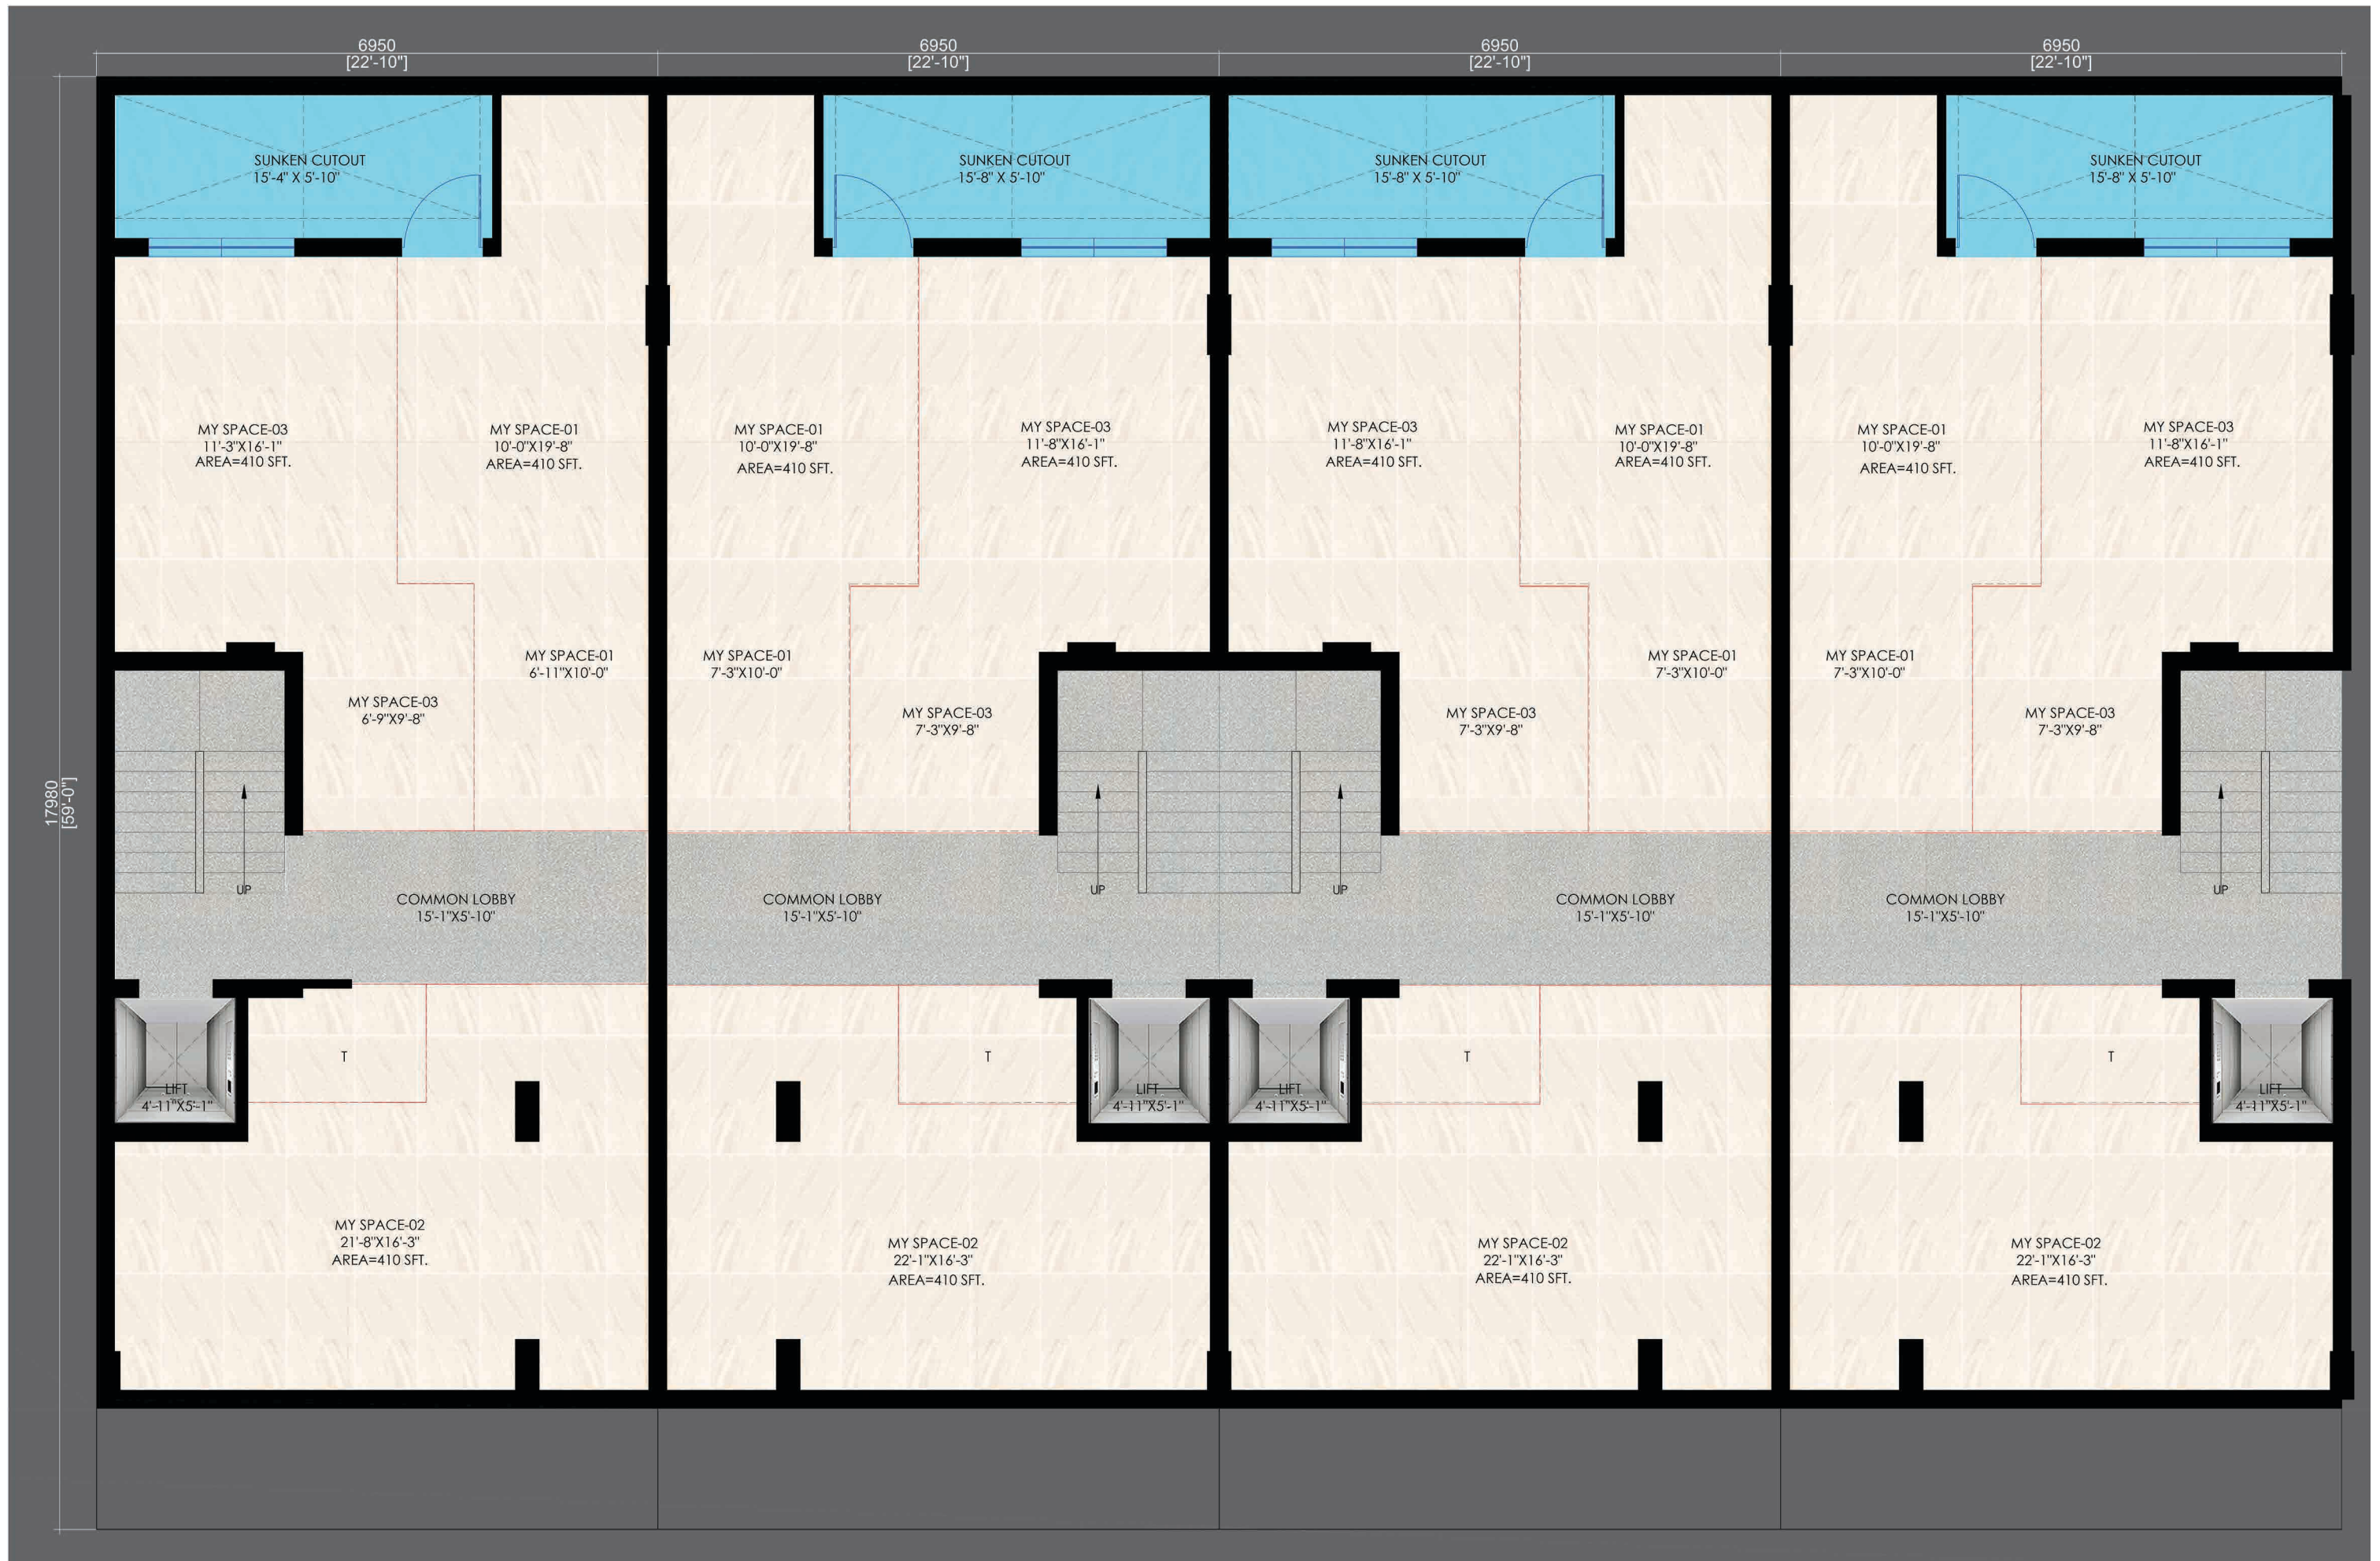 6950
[22'-10"]
6950
[22'-10"]
6950
[22'-10"]
6950
[22'-10"]
17980
[59'-0"]
SUNKEN CUTOUT
15'-4" X 5'-10"
SUNKEN CUTOUT
15'-8" X 5'-10"
SUNKEN CUTOUT
15'-8" X 5'-10"
SUNKEN CUTOUT
15'-8" X 5'-10"
MY SPACE-03
11'-3"X16'-1"
AREA=410 SFT.
MY SPACE-01
10'-0"X19'-8"
AREA=410 SFT.
MY SPACE-01
10'-0"X19'-8"
AREA=410 SFT.
MY SPACE-03
11'-8"X16'-1"
AREA=410 SFT.
MY SPACE-03
11'-8"X16'-1"
AREA=410 SFT.
MY SPACE-01
10'-0"X19'-8"
AREA=410 SFT.
MY SPACE-01
10'-0"X19'-8"
AREA=410 SFT.
MY SPACE-03
11'-8"X16'-1"
AREA=410 SFT.
MY SPACE-03
6'-9"X9'-8"
MY SPACE-01
6'-11"X10'-0"
MY SPACE-01
7'-3"X10'-0"
MY SPACE-03
7'-3"X9'-8"
MY SPACE-03
7'-3"X9'-8"
MY SPACE-01
7'-3"X10'-0"
MY SPACE-01
7'-3"X10'-0"
MY SPACE-03
7'-3"X9'-8"
UP
COMMON LOBBY
15'-1"X5'-10"
COMMON LOBBY
15'-1"X5'-10"
UP
UP
COMMON LOBBY
15'-1"X5'-10"
COMMON LOBBY
15'-1"X5'-10"
UP
LIFT
4'-11"X5'-1"
T
T
LIFT
4'-11"X5'-1"
LIFT
4'-11"X5'-1"
T
T
LIFT
4'-11"X5'-1"
MY SPACE-02
21'-8"X16'-3"
AREA=410 SFT.
MY SPACE-02
22'-1"X16'-3"
AREA=410 SFT.
MY SPACE-02
22'-1"X16'-3"
AREA=410 SFT.
MY SPACE-02
22'-1"X16'-3"
AREA=410 SFT.